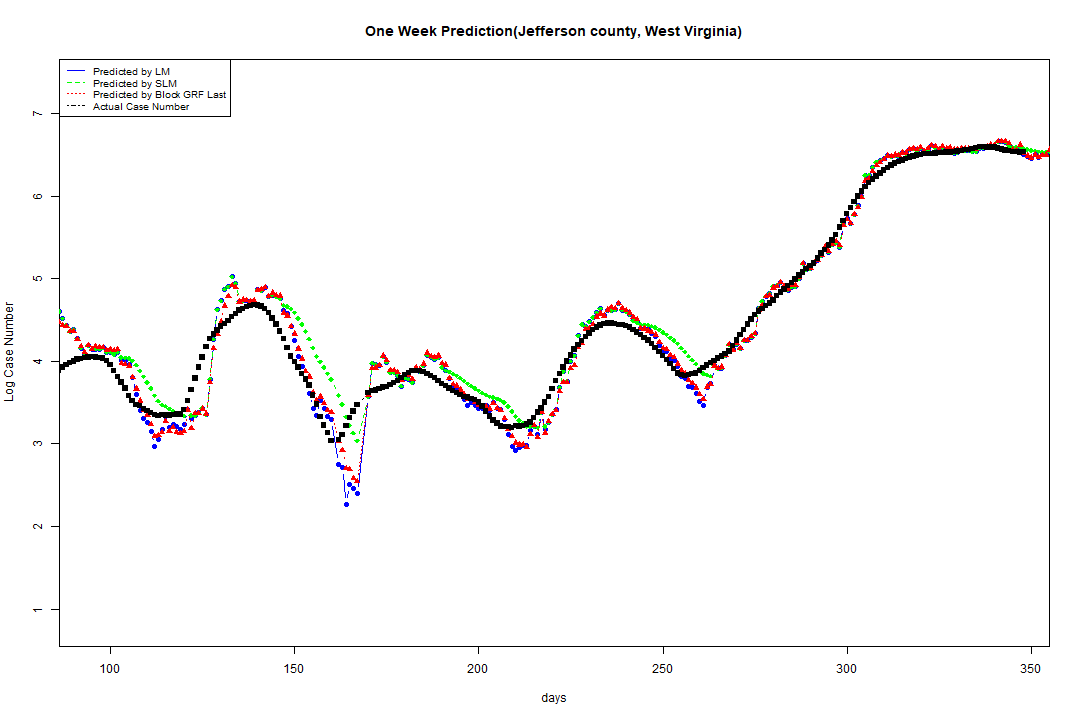 One Week Prediction(Jefferson county, West Virginia)
Predicted by LM
Predicted by SLM
Predicted by Block GRF Last
Actual Case Number
7
6
5
4
3
2
1
Log Case Number
100 150 200 250 300 350
days